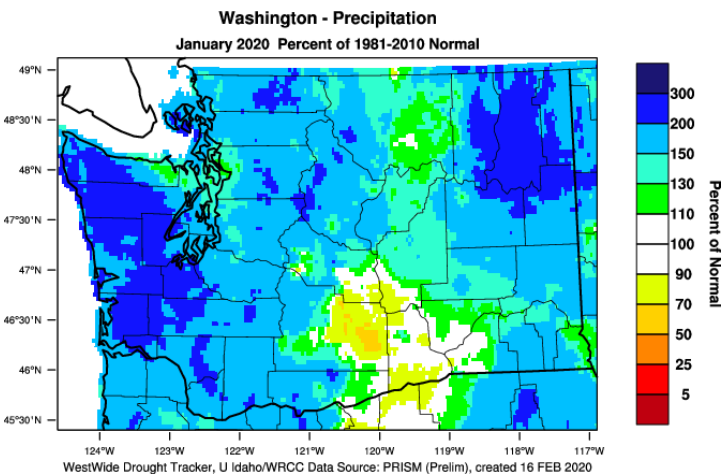 Washington - Precipitation
January 2020 Percent of 1981-2010 Normal
49°N
48°30'N
48°N
47°30'N
47°N
46°30'N
46°N
45°30'N
124°W 123°W 122°W 121°W 120°W 119°W 118°W 117°W
300
200
150
130
110
100
90
70
50
25
5
Percent of Normal
WestWide Drought Tracker, U Idaho/WRCC Data Source: PRISM (Prelim), created 16 FEB 2020